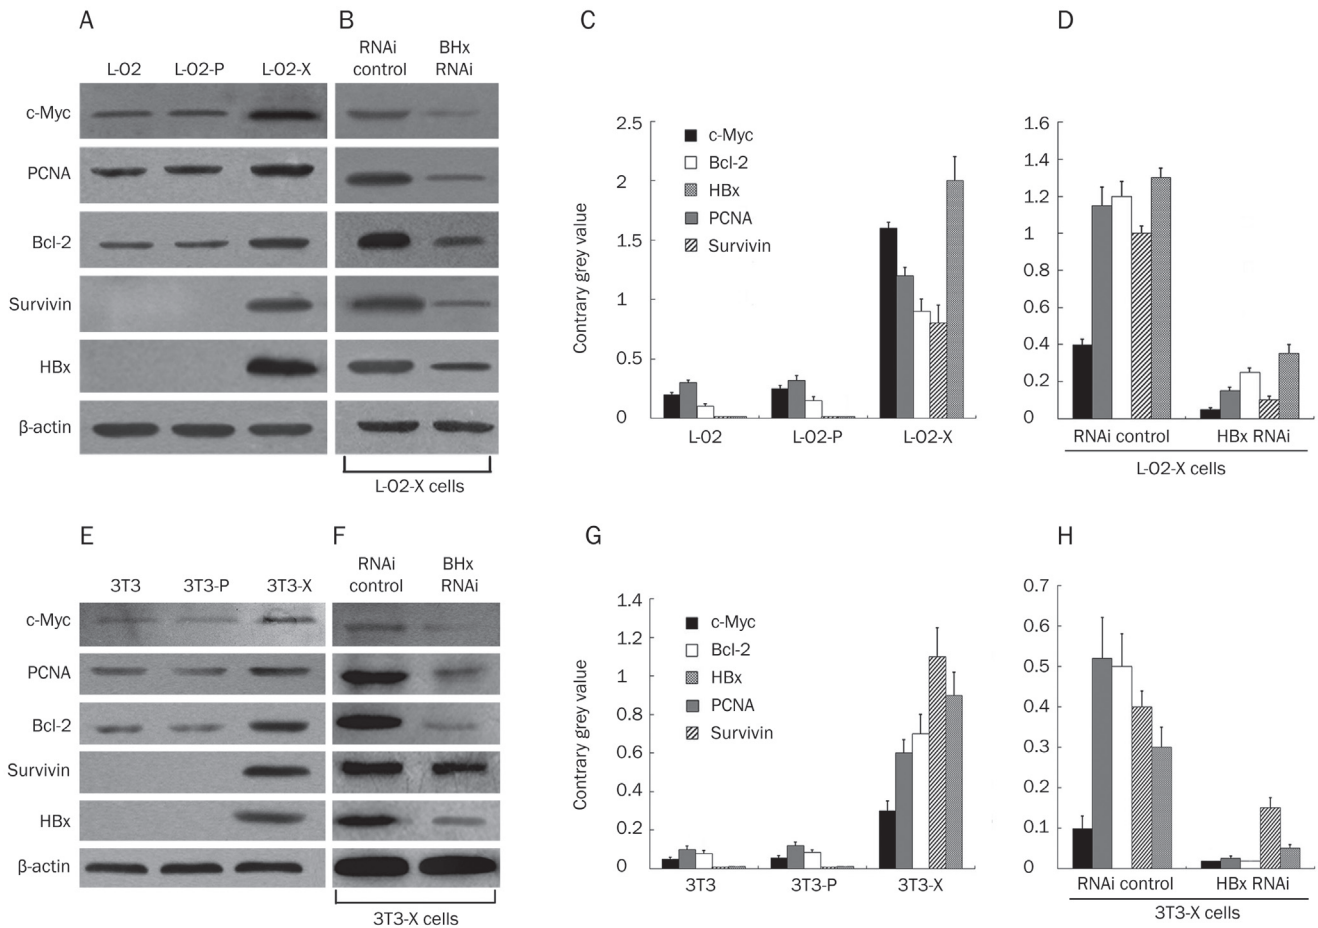 A
B
C
D
L-O2 L-O2-P L-O2-X
RNAi control
BHx RNAi
c-Myc
PCNA
Bcl-2
Survivin
HBx
β-actin
L-O2-X cells
Contrary grey value
2.5
2
1.5
1
0.5
0
c-Myc
Bcl-2
HBx
PCNA
Survivin
L-O2 L-O2-P L-O2-X
1.6
1.4
1.2
1
0.8
0.6
0.4
0.2
0
RNAi control HBx RNAi
L-O2-X cells
E
F
G
H
3T3 3T3-P 3T3-X
RNAi control
BHx RNAi
c-Myc
PCNA
Bcl-2
Survivin
HBx
β-actin
3T3-X cells
Contrary grey value
1.4
1.2
1
0.8
0.6
0.4
0.2
0
c-Myc
Bcl-2
HBx
PCNA
Survivin
3T3 3T3-P 3T3-X
0.7
0.6
0.5
0.4
0.3
0.2
0.1
0
RNAi control HBx RNAi
3T3-X cells